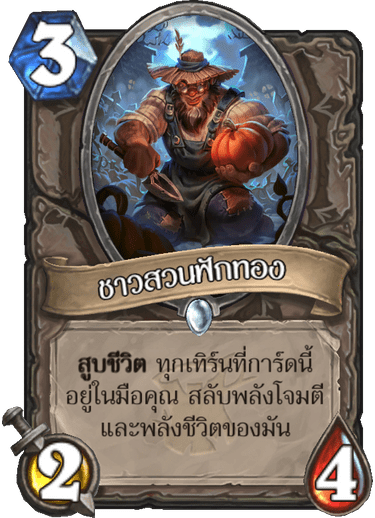 3
ชาวสวนฟักทอง
สูบชีวิต ทุกเทิร์นที่การ์ดนี้
อยู่ในมือคุณ สลับพลังโจมตี
และพลังชีวิตของมัน
2
4